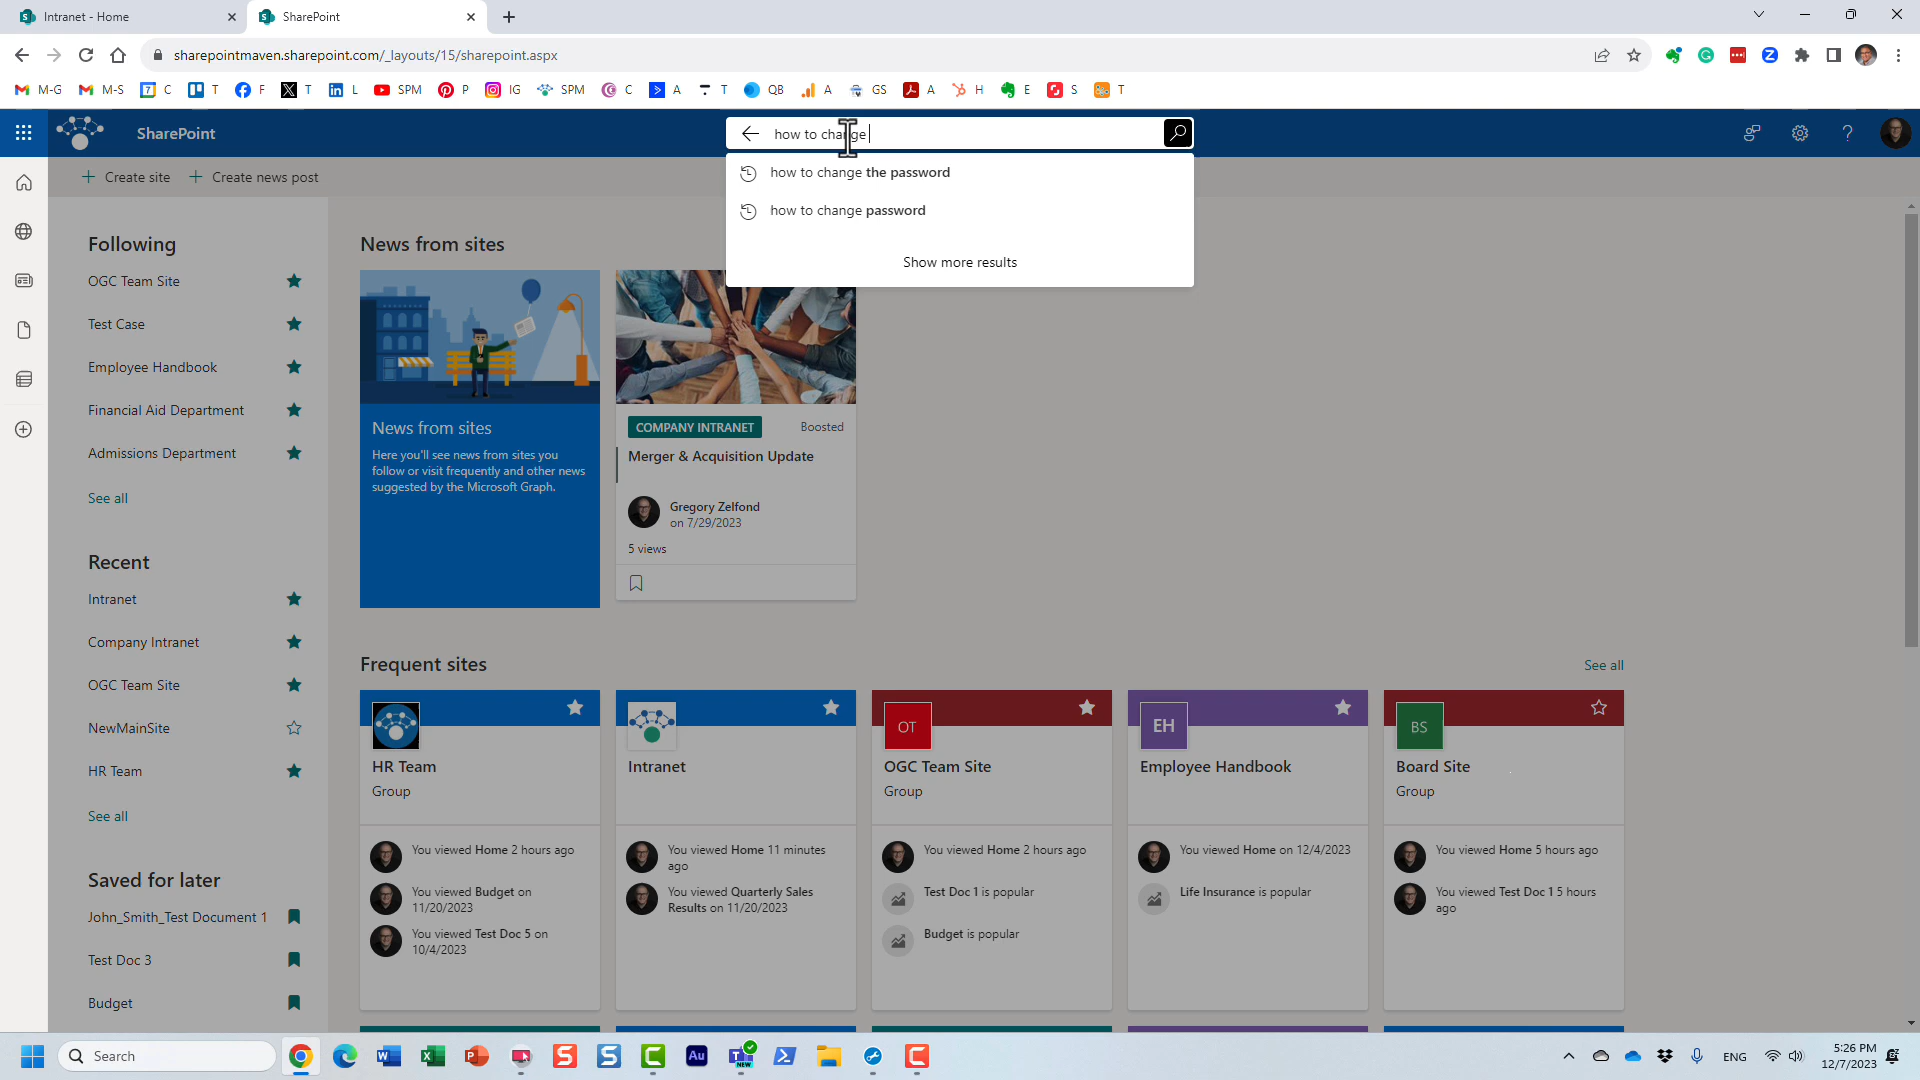 Intranet - Home
SharePoint
sharepointmaven.sharepoint.com/_layouts/15/sharepoint.aspx
M-G
M-S
C
T
F
T
L
SPM
P
IG
SPM
C
A
T
QB
A
GS
A
H
E
S
T
SharePoint
how to change
how to change the password
how to change password
Show more results
Create site
Create news post
Following
OGC Team Site
Test Case
Employee Handbook
Financial Aid Department
Admissions Department
See all
Recent
Intranet
Company Intranet
OGC Team Site
NewMainSite
HR Team
See all
Saved for later
John_Smith_Test Document 1
Test Doc 3
Budget
News from sites
News from sites
Here you'll see news from sites you
follow or visit frequently and other news
suggested by the Microsoft Graph.
COMPANY INTRANET
Boosted
Merger & Acquisition Update
Gregory Zelfond
on 7/29/2023
5 views
Frequent sites
See all
HR Team
Group
You viewed Home 2 hours ago
You viewed Budget on
11/20/2023
You viewed Test Doc 5 on
10/4/2023
Intranet
You viewed Home 11 minutes
ago
You viewed Quarterly Sales
Results on 11/20/2023
OT
OGC Team Site
Group
You viewed Home 2 hours ago
Test Doc 1 is popular
Budget is popular
EH
Employee Handbook
You viewed Home on 12/4/2023
Life Insurance is popular
BS
Board Site
Group
You viewed Home 5 hours ago
You viewed Test Doc 1 5 hours
ago
Search
ENG
5:26 PM
12/7/2023